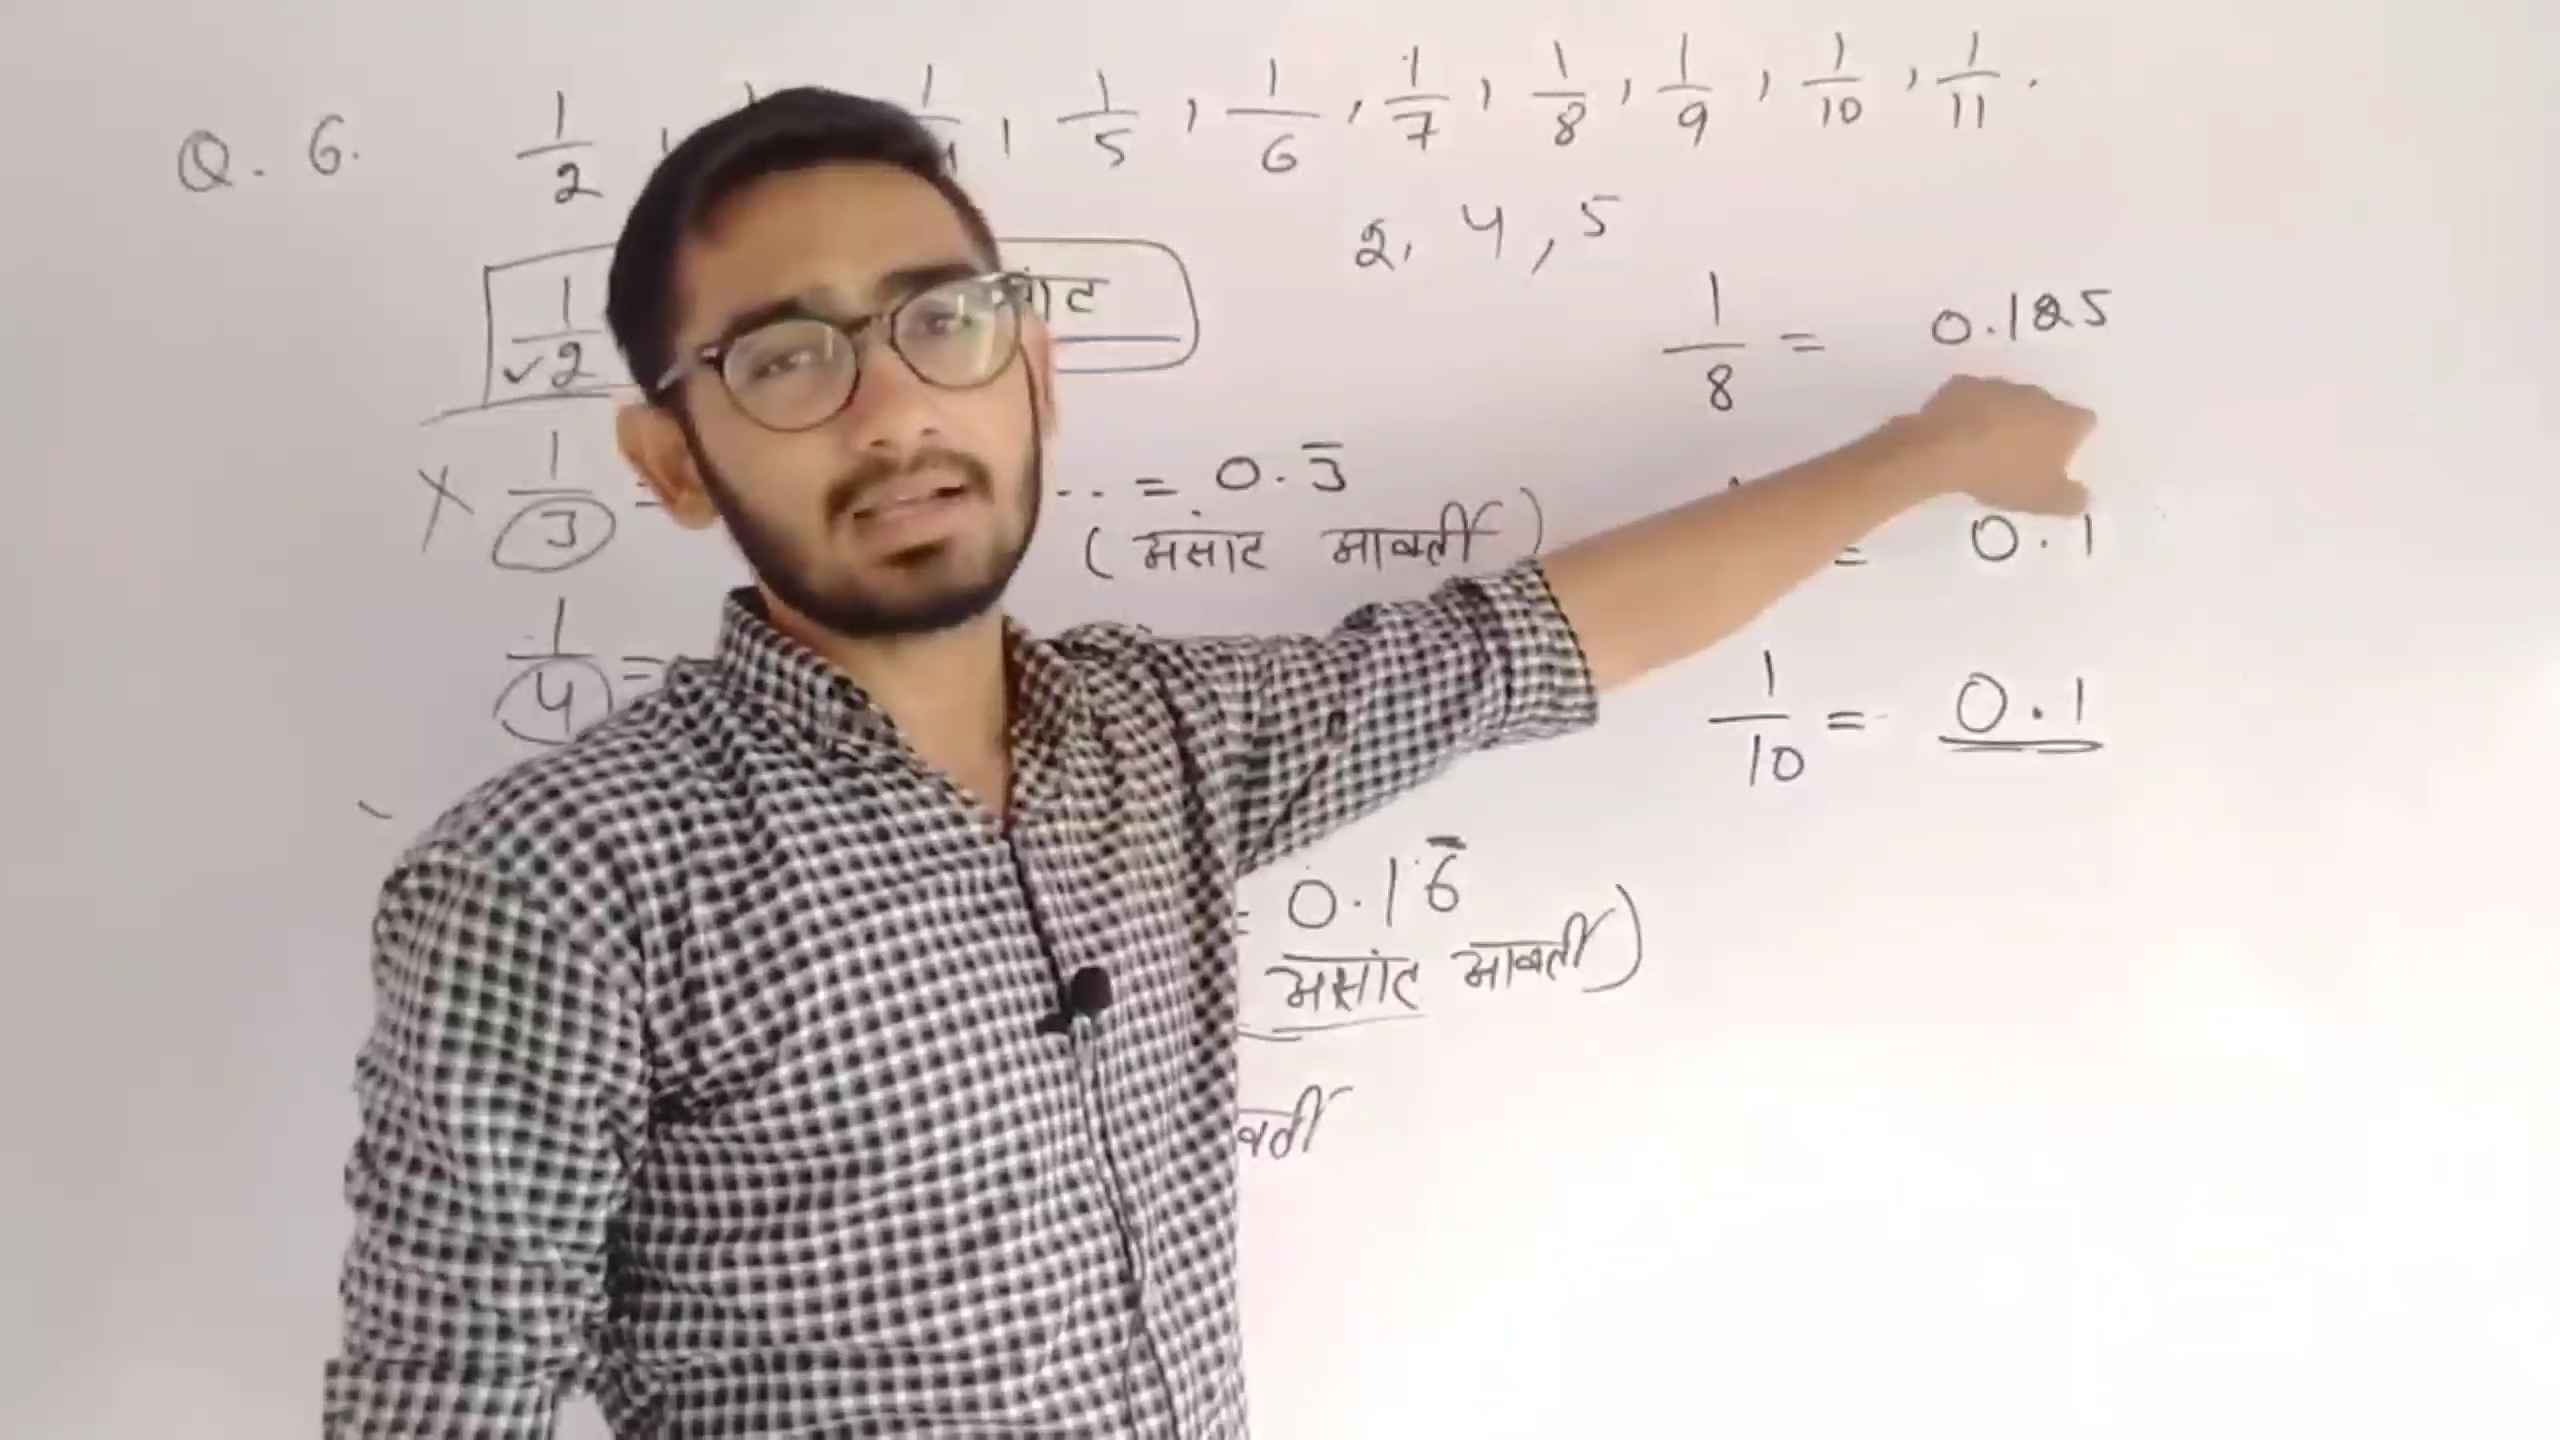 Q. 6. 1/2, 1/4, 1/5, 1/6, 1/7, 1/8, 1/9, 1/10, 1/11.
2, 4, 5
1/2
1/8 = 0.125
1/3 = .. = 0.3̅
(असांत आवर्ती)
= 0.1
1/4 =
1/10 = 0.1
= 0.16̅
असांत आवर्ती)
वर्ती